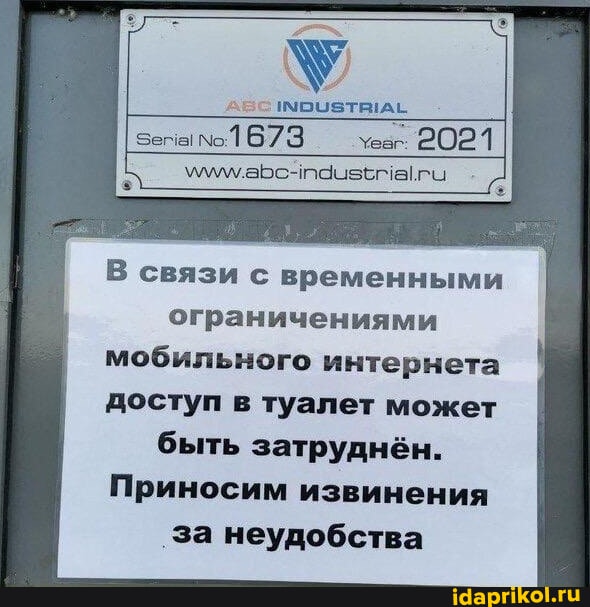 ABC
ABC INDUSTRIAL
Serial No: 1673 Year: 2021
www.abc-industrial.ru
В связи с временными
ограничениями
мобильного интернета
доступ в туалет может
быть затруднён.
Приносим извинения
за неудобства
idaprikol.ru